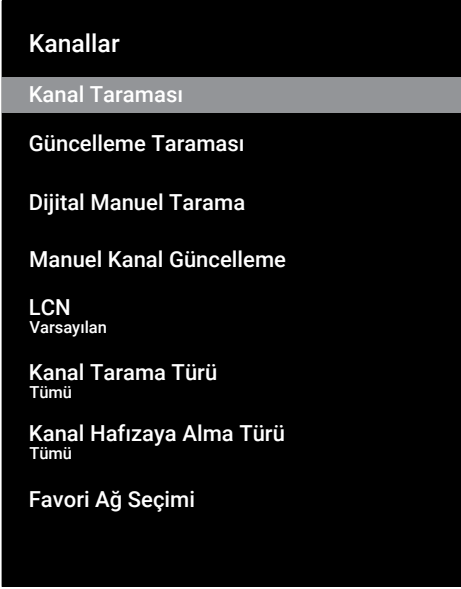 Kanallar
Kanal Taraması
Güncelleme Taraması
Dijital Manuel Tarama
Manuel Kanal Güncelleme
LCN
Varsayılan
Kanal Tarama Türü
Tümü
Kanal Hafızaya Alma Türü
Tümü
Favori Ağ Seçimi